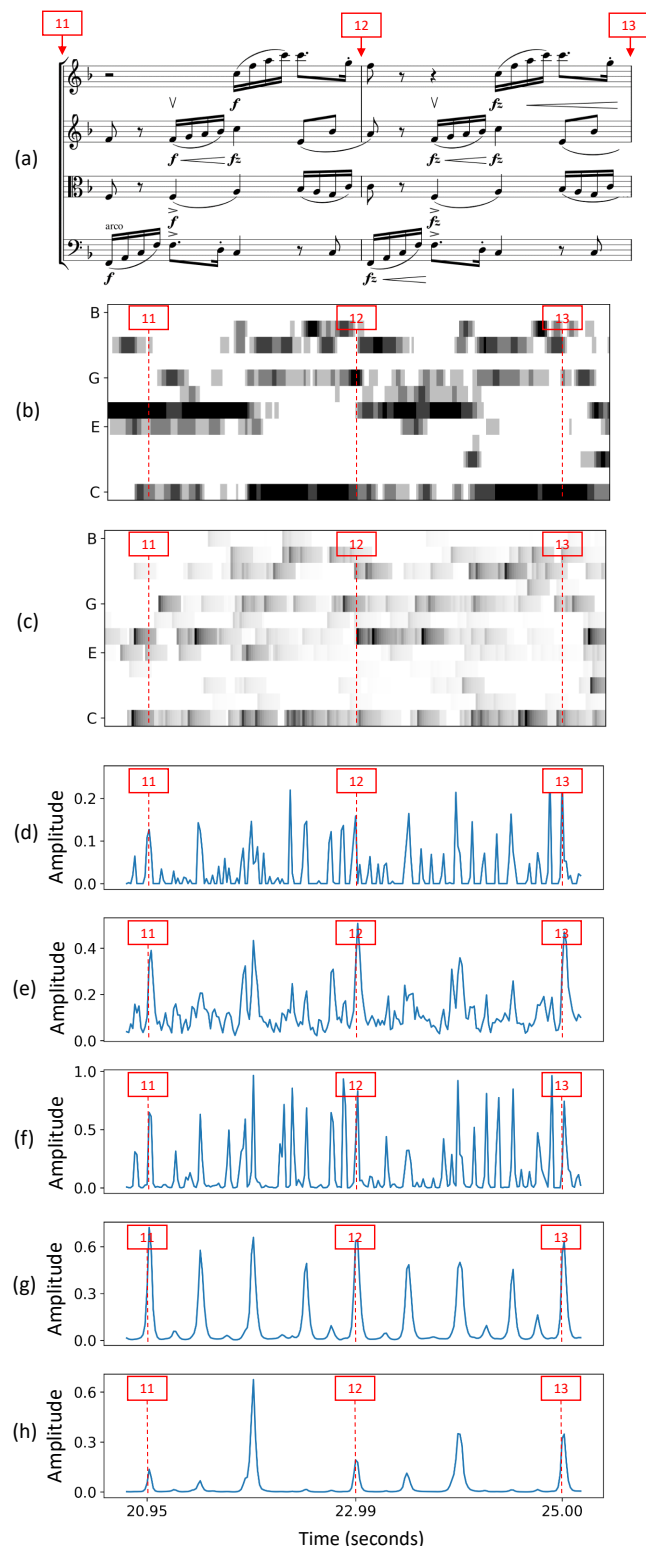 11 12 13
(a)
f fz
f fz fz fz
f fz
arco
f fz
11 12 13
(b)
B
G
E
C
11 12 13
(c)
B
G
E
C
11 12 13
(d)
Amplitude
0.2
0.1
0.0
11 12 13
(e)
Amplitude
0.4
0.2
0.0
11 12 13
(f)
Amplitude
1.0
0.5
0.0
11 12 13
(g)
Amplitude
0.6
0.3
0.0
11 12 13
(h)
Amplitude
0.6
0.3
0.0
20.95 22.99 25.00
Time (seconds)